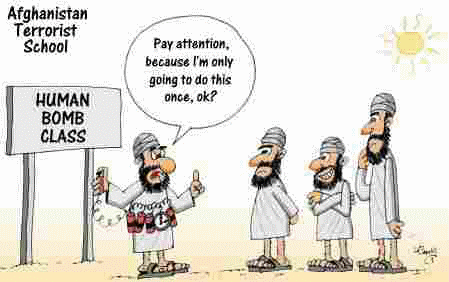 Afghanistan
Terrorist
School
Pay attention,
because I'm only
going to do this
once, ok?
HUMAN
BOMB
CLASS